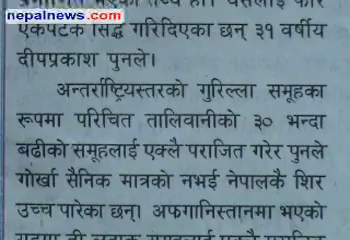 nepalnews.com
एकपटक सिद्ध गरिदिएका छन् ३१ वर्षीय
दीपप्रकाश पुनले।
अन्तर्राष्ट्रियस्तरको गुरिल्ला समूहका
रूपमा परिचित तालिवानीको ३० भन्दा
बढीको समूहलाई एक्लै पराजित गरेर पुनले
गोर्खा सैनिक मात्रको नभई नेपालकै शिर
उच्च पारेका छन्। अफगानिस्तानमा भएको